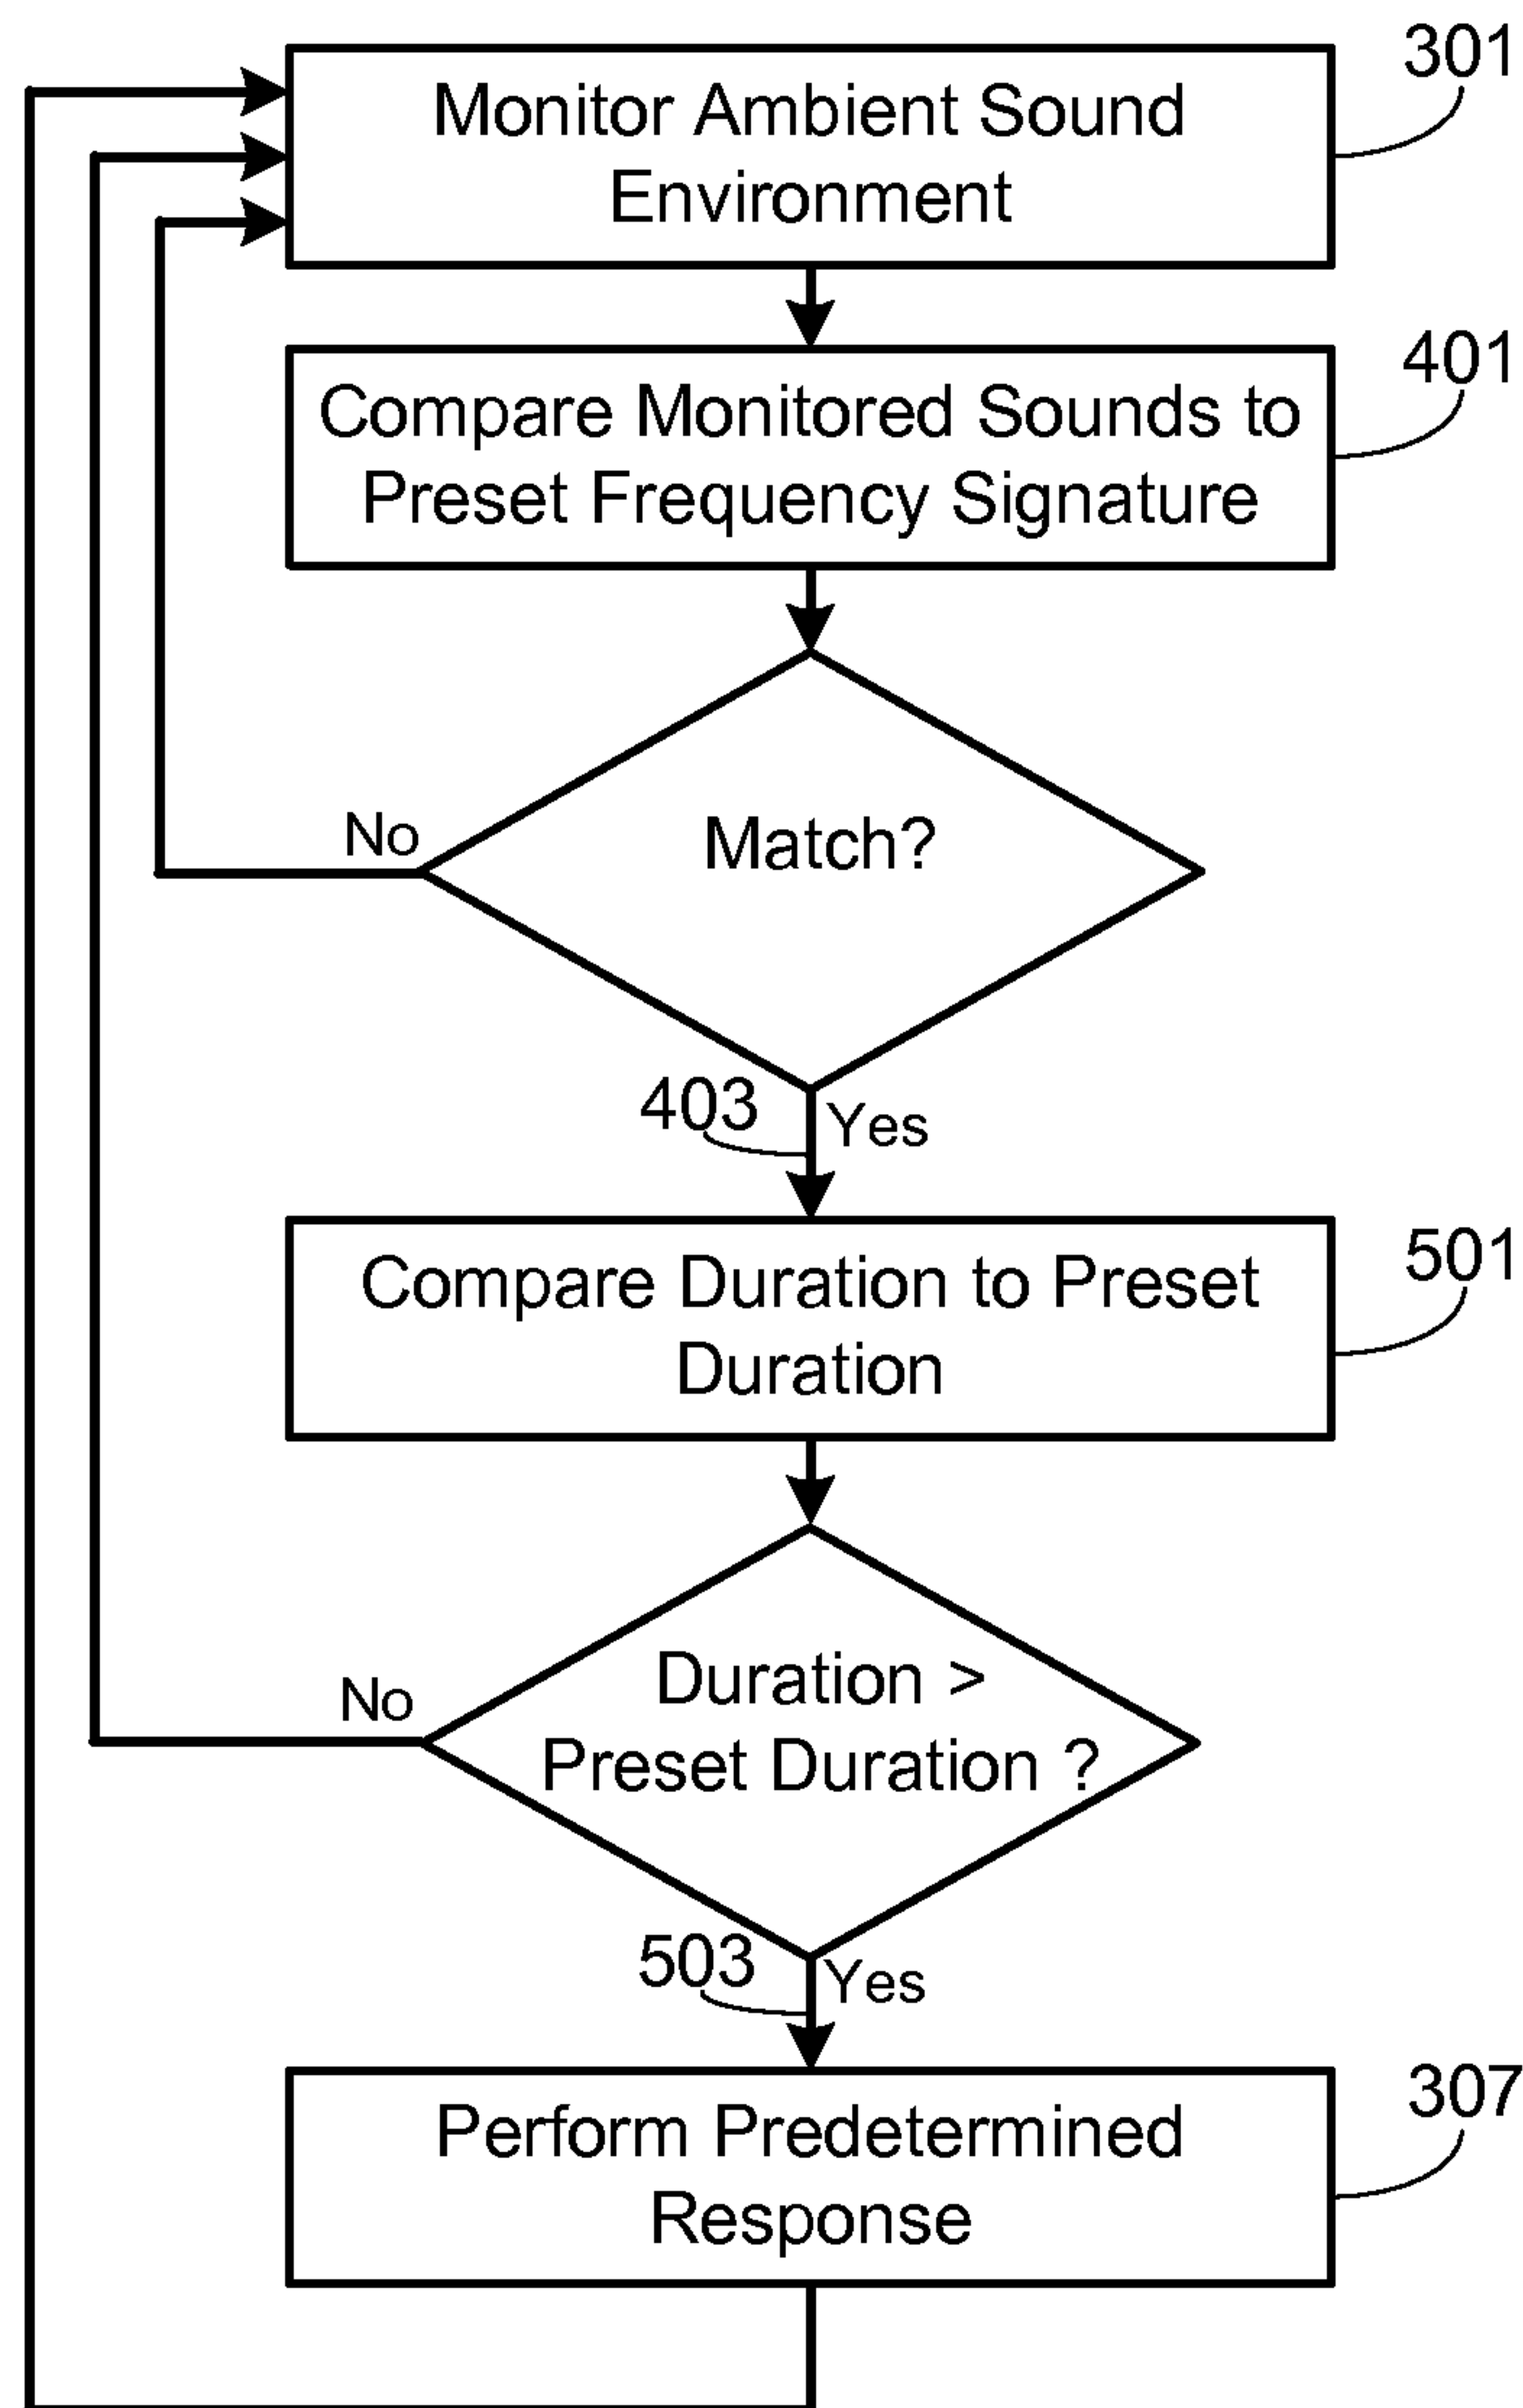 301
Monitor Ambient Sound
Environment
401
Compare Monitored Sounds to
Preset Frequency Signature
Match?
No
403
Yes
501
Compare Duration to Preset
Duration
Duration >
Preset Duration ?
No
503
Yes
307
Perform Predetermined
Response